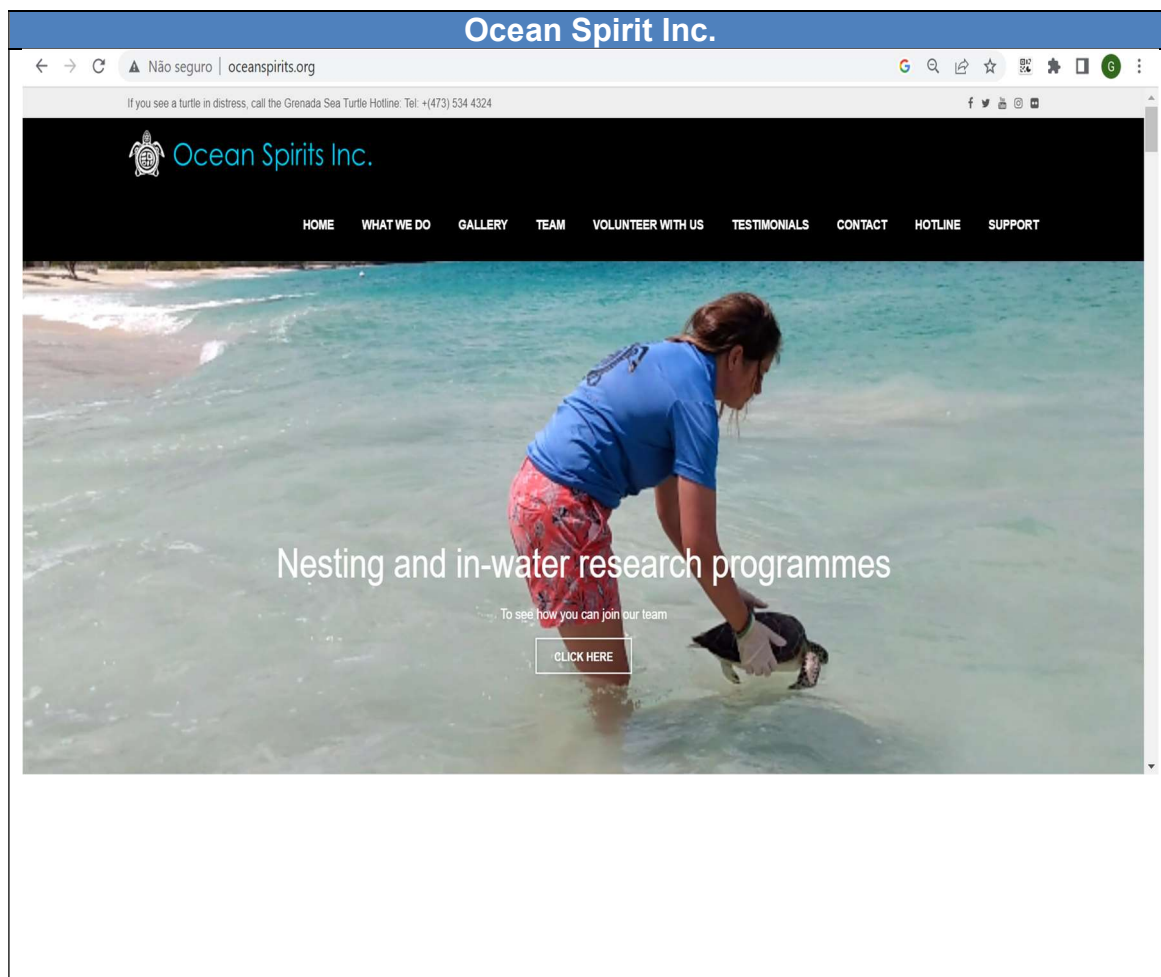 Ocean Spirit Inc.
Não seguro | oceanspirits.org
If you see a turtle in distress, call the Grenada Sea Turtle Hotline: Tel: +(473) 534 4324
Ocean Spirits Inc.
HOME WHAT WE DO GALLERY TEAM VOLUNTEER WITH US TESTIMONIALS CONTACT HOTLINE SUPPORT
Nesting and in-water research programmes
To see how you can join our team
CLICK HERE